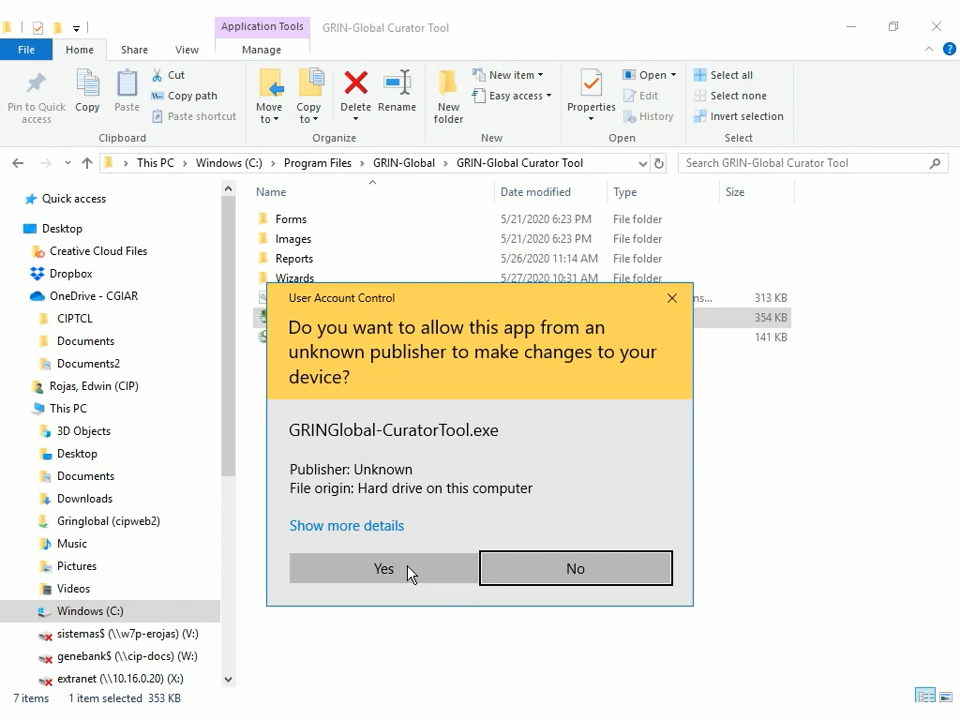 Application Tools
GRIN-Global Curator Tool
File
Home
Share
View
Manage
Pin to Quick
access
Copy
Paste
Cut
Copy path
Paste shortcut
Clipboard
Move
to
Copy
to
Delete
Rename
Organize
New
folder
New item
Easy access
New
Properties
Open
Edit
History
Open
Select all
Select none
Invert selection
Select
This PC
Windows (C:)
Program Files
GRIN-Global
GRIN-Global Curator Tool
Search GRIN-Global Curator Tool
Name
Date modified
Type
Size
Forms 5/21/2020 6:23 PM File folder
Images 5/21/2020 6:23 PM File folder
Reports 5/26/2020 11:14 AM File folder
Wizards 5/27/2020 10:31 AM File folder
ns... 313 KB
354 KB
141 KB
Quick access
Desktop
Creative Cloud Files
Dropbox
OneDrive - CGIAR
CIPTCL
Documents
Documents2
Rojas, Edwin (CIP)
This PC
3D Objects
Desktop
Documents
Downloads
Gringlobal (cipweb2)
Music
Pictures
Videos
Windows (C:)
sistemas$ (\\w7p-erojas) (V:)
genebank$ (\\cip-docs) (W:)
extranet (\\10.16.0.20) (X:)
User Account Control
Do you want to allow this app from an
unknown publisher to make changes to your
device?
GRINGlobal-CuratorTool.exe
Publisher: Unknown
File origin: Hard drive on this computer
Show more details
Yes
No
7 items
1 item selected 353 KB